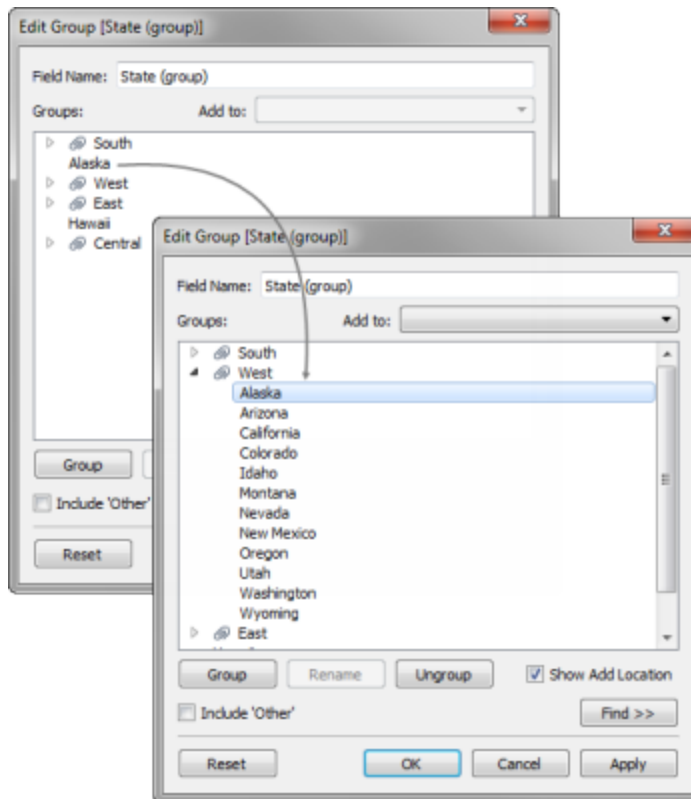 Edit Group [State (group)]
Field Name: State (group)
Groups: Add to:
South
Alaska
West
East
Hawaii
Central
Group
Include 'Other'
Reset
Edit Group [State (group)]
Field Name: State (group)
Groups: Add to:
South
West
Alaska
Arizona
California
Colorado
Idaho
Montana
Nevada
New Mexico
Oregon
Utah
Washington
Wyoming
East
Group Rename Ungroup Show Add Location
Include 'Other' Find >>
Reset OK Cancel Apply